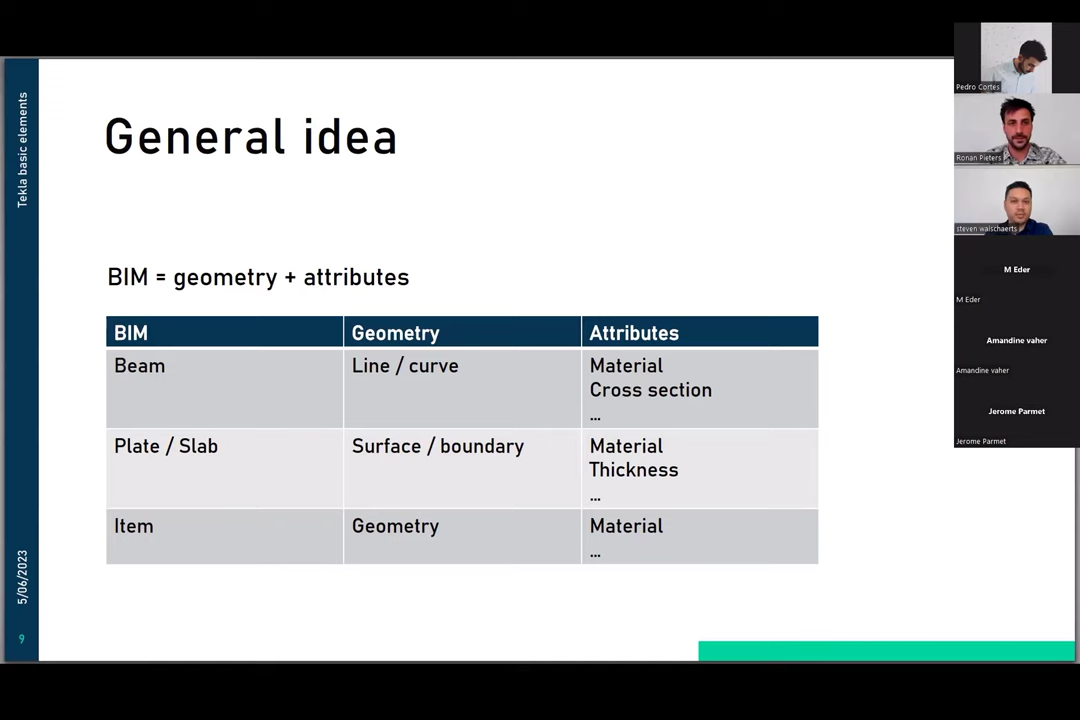 Tekla basic elements
5/06/2023
9
General idea
BIM = geometry + attributes
BIM Geometry Attributes
Beam Line / curve Material
Cross section
...
Plate / Slab Surface / boundary Material
Thickness
...
Item Geometry Material
...
Pedro Cortes
Ronan Pieters
steven walschaerts
M Eder
M Eder
Amandine vaher
Amandine vaher
Jerome Parmet
Jerome Parmet